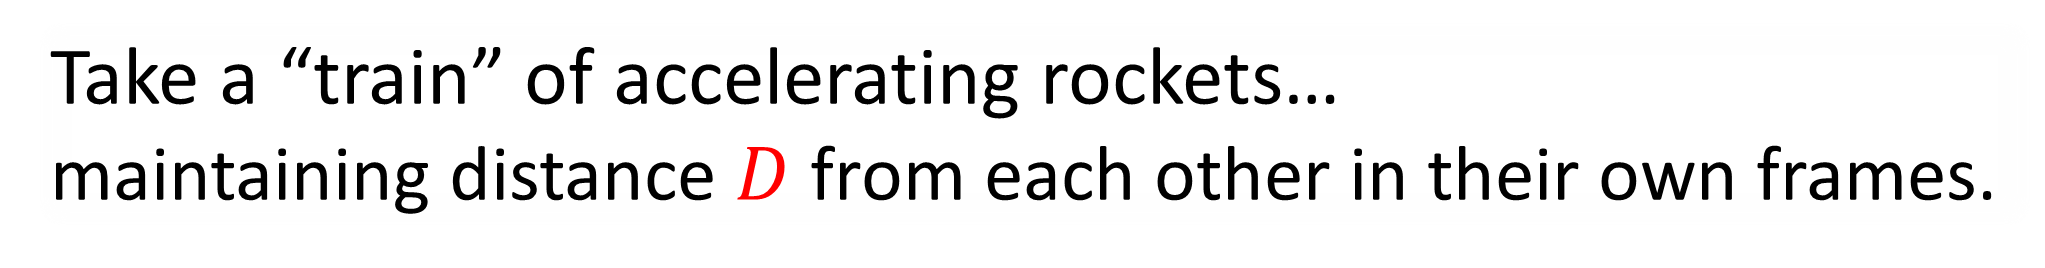 Take a “train” of accelerating rockets...
maintaining distance D from each other in their own frames.